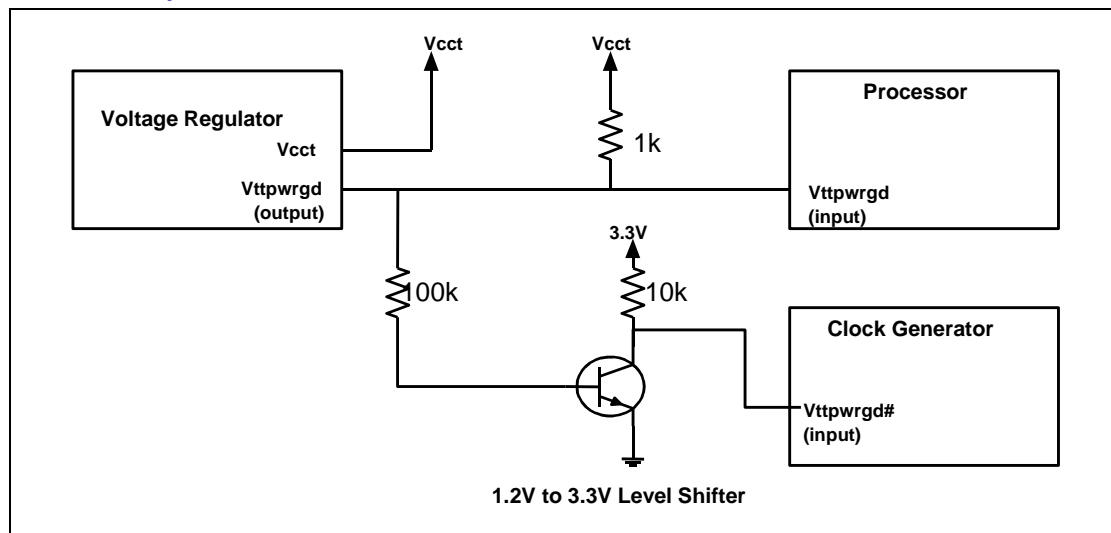 Vcct
Vcct
Voltage Regulator
Vcct
Vttpwrgd
(output)
1k
Processor
Vttpwrgd
(input)
3.3V
100k
10k
Clock Generator
Vttpwrgd#
(input)
1.2V to 3.3V Level Shifter